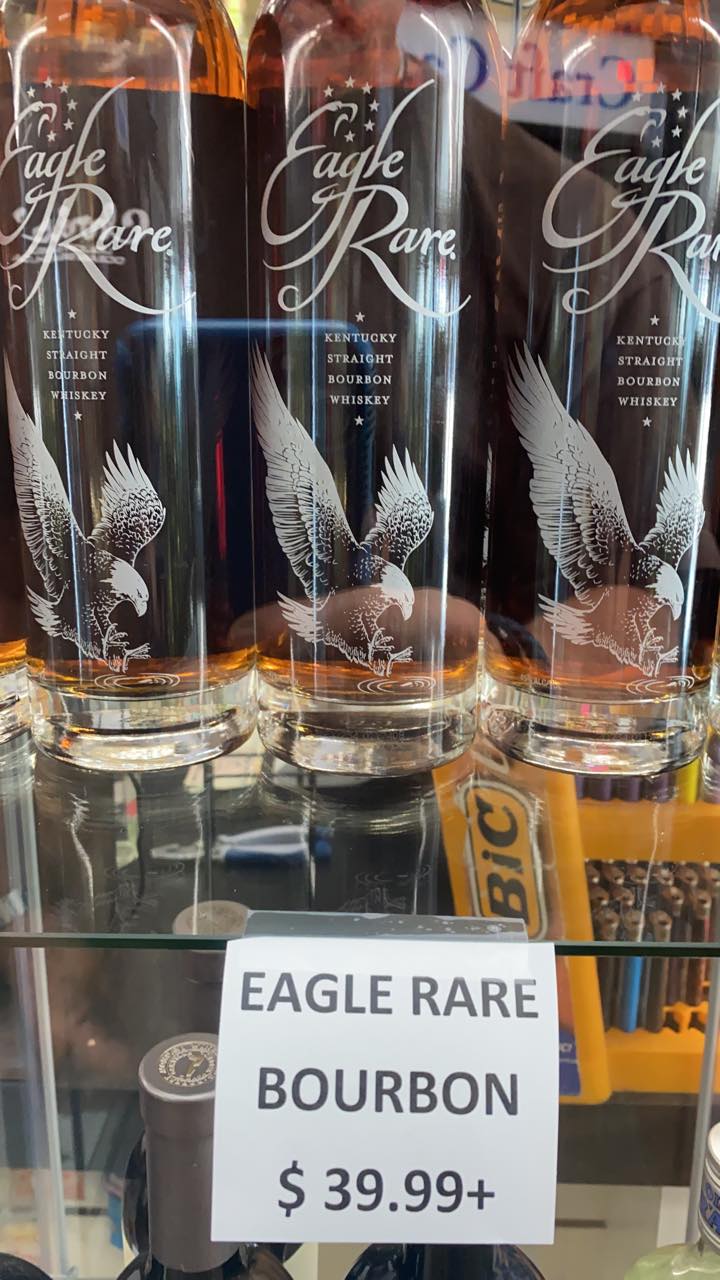 Craft
Eagle
Rare
KENTUCKY
STRAIGHT
BOURBON
WHISKEY
Eagle
Rare
KENTUCKY
STRAIGHT
BOURBON
WHISKEY
Eagle
Rar
KENTUCKY
STRAIGHT
BOURBON
WHISKEY
BiC
EAGLE RARE
BOURBON
$ 39.99+